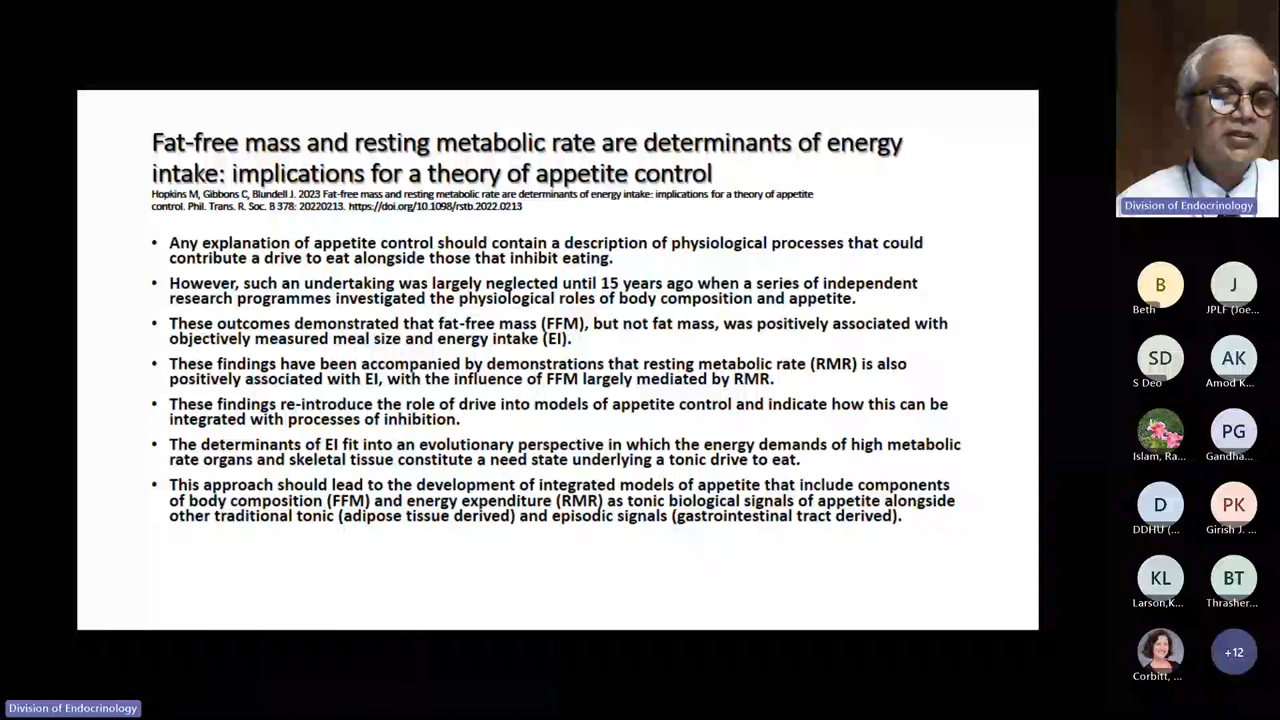 Fat-free mass and resting metabolic rate are determinants of energy
intake: implications for a theory of appetite control
Hopkins M, Gibbons C, Blundell J. 2023 Fat-free mass and resting metabolic rate are determinants of energy intake: implications for a theory of appetite
control. Phil. Trans. R. Soc. B 378: 20220213. https://doi.org/10.1098/rstb.2022.0213
• Any explanation of appetite control should contain a description of physiological processes that could
contribute a drive to eat alongside those that inhibit eating.
• However, such an undertaking was largely neglected until 15 years ago when a series of independent
research programmes investigated the physiological roles of body composition and appetite.
• These outcomes demonstrated that fat-free mass (FFM), but not fat mass, was positively associated with
objectively measured meal size and energy intake (EI).
• These findings have been accompanied by demonstrations that resting metabolic rate (RMR) is also
positively associated with EI, with the influence of FFM largely mediated by RMR.
• These findings re-introduce the role of drive into models of appetite control and indicate how this can be
integrated with processes of inhibition.
• The determinants of EI fit into an evolutionary perspective in which the energy demands of high metabolic
rate organs and skeletal tissue constitute a need state underlying a tonic drive to eat.
• This approach should lead to the development of integrated models of appetite that include components
of body composition (FFM) and energy expenditure (RMR) as tonic biological signals of appetite alongside
other traditional tonic (adipose tissue derived) and episodic signals (gastrointestinal tract derived).
Division of Endocrinology
B
Beth
J
JPLF (Joe...
SD
S Deo
AK
Amod K...
Islam, Ra...
PG
Gandha...
D
DDHU (...
PK
Girish J. ...
KL
Larson,K...
BT
Thrasher...
Corbitt, ...
+12
Division of Endocrinology